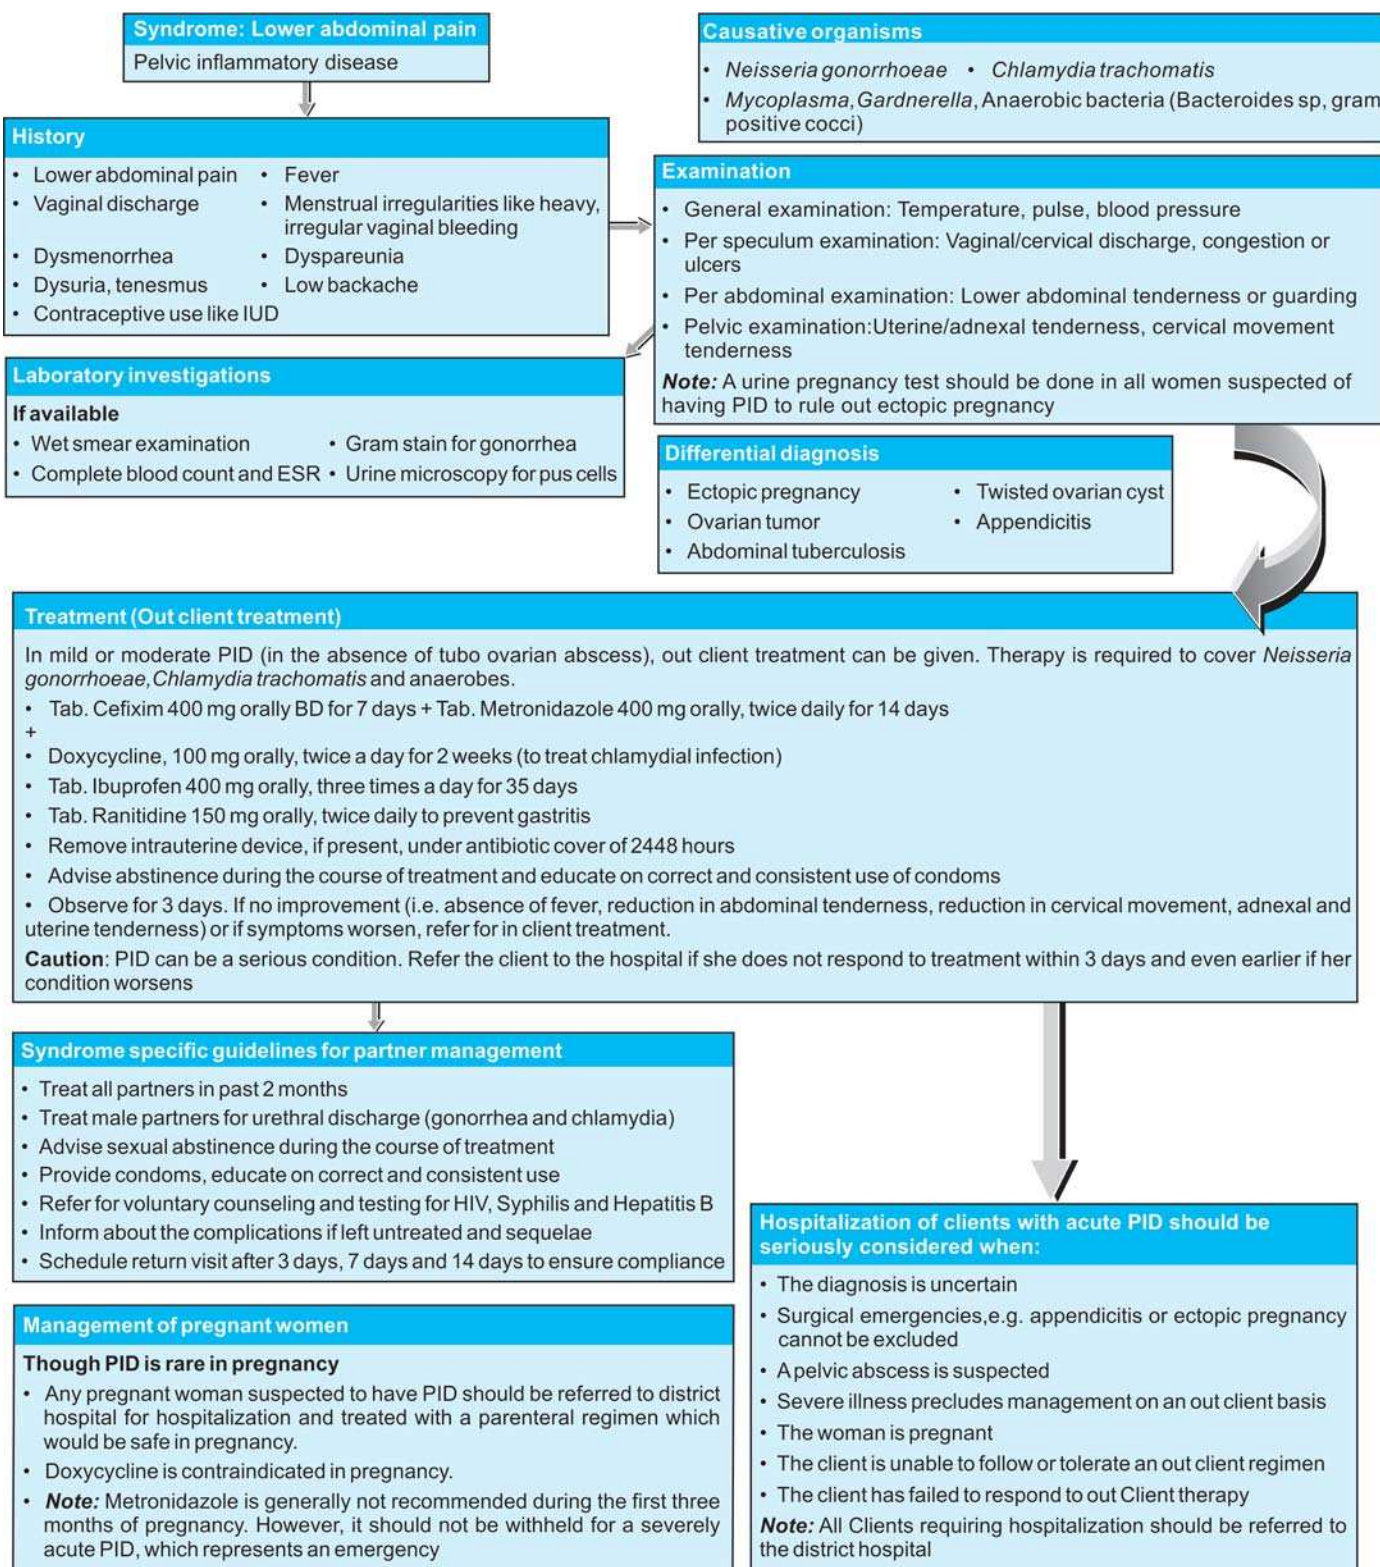 Syndrome: Lower abdominal pain
Pelvic inflammatory disease
Causative organisms
• Neisseria gonorrhoeae • Chlamydia trachomatis
• Mycoplasma, Gardnerella, Anaerobic bacteria (Bacteroides sp, gram
positive cocci)
History
• Lower abdominal pain • Fever
• Vaginal discharge • Menstrual irregularities like heavy,
irregular vaginal bleeding
• Dysmenorrhea • Dyspareunia
• Dysuria, tenesmus • Low backache
• Contraceptive use like IUD
Examination
• General examination: Temperature, pulse, blood pressure
• Per speculum examination: Vaginal/cervical discharge, congestion or
ulcers
• Per abdominal examination: Lower abdominal tenderness or guarding
• Pelvic examination:Uterine/adnexal tenderness, cervical movement
tenderness
Note: A urine pregnancy test should be done in all women suspected of
having PID to rule out ectopic pregnancy
Laboratory investigations
If available
• Wet smear examination • Gram stain for gonorrhea
• Complete blood count and ESR • Urine microscopy for pus cells
Differential diagnosis
• Ectopic pregnancy • Twisted ovarian cyst
• Ovarian tumor • Appendicitis
• Abdominal tuberculosis
Treatment (Out client treatment)
In mild or moderate PID (in the absence of tubo ovarian abscess), out client treatment can be given. Therapy is required to cover Neisseria
gonorrhoeae, Chlamydia trachomatis and anaerobes.
• Tab. Cefixim 400 mg orally BD for 7 days + Tab. Metronidazole 400 mg orally, twice daily for 14 days
+
• Doxycycline, 100 mg orally, twice a day for 2 weeks (to treat chlamydial infection)
• Tab. Ibuprofen 400 mg orally, three times a day for 35 days
• Tab. Ranitidine 150 mg orally, twice daily to prevent gastritis
• Remove intrauterine device, if present, under antibiotic cover of 2448 hours
• Advise abstinence during the course of treatment and educate on correct and consistent use of condoms
• Observe for 3 days. If no improvement (i.e. absence of fever, reduction in abdominal tenderness, reduction in cervical movement, adnexal and
uterine tenderness) or if symptoms worsen, refer for in client treatment.
Caution: PID can be a serious condition. Refer the client to the hospital if she does not respond to treatment within 3 days and even earlier if her
condition worsens
Syndrome specific guidelines for partner management
• Treat all partners in past 2 months
• Treat male partners for urethral discharge (gonorrhea and chlamydia)
• Advise sexual abstinence during the course of treatment
• Provide condoms, educate on correct and consistent use
• Refer for voluntary counseling and testing for HIV, Syphilis and Hepatitis B
• Inform about the complications if left untreated and sequelae
• Schedule return visit after 3 days, 7 days and 14 days to ensure compliance
Management of pregnant women
Though PID is rare in pregnancy
• Any pregnant woman suspected to have PID should be referred to district
hospital for hospitalization and treated with a parenteral regimen which
would be safe in pregnancy.
• Doxycycline is contraindicated in pregnancy.
• Note: Metronidazole is generally not recommended during the first three
months of pregnancy. However, it should not be withheld for a severely
acute PID, which represents an emergency
Hospitalization of clients with acute PID should be
seriously considered when:
• The diagnosis is uncertain
• Surgical emergencies,e.g. appendicitis or ectopic pregnancy
cannot be excluded
• A pelvic abscess is suspected
• Severe illness precludes management on an out client basis
• The woman is pregnant
• The client is unable to follow or tolerate an out client regimen
• The client has failed to respond to out Client therapy
Note: All Clients requiring hospitalization should be referred to
the district hospital